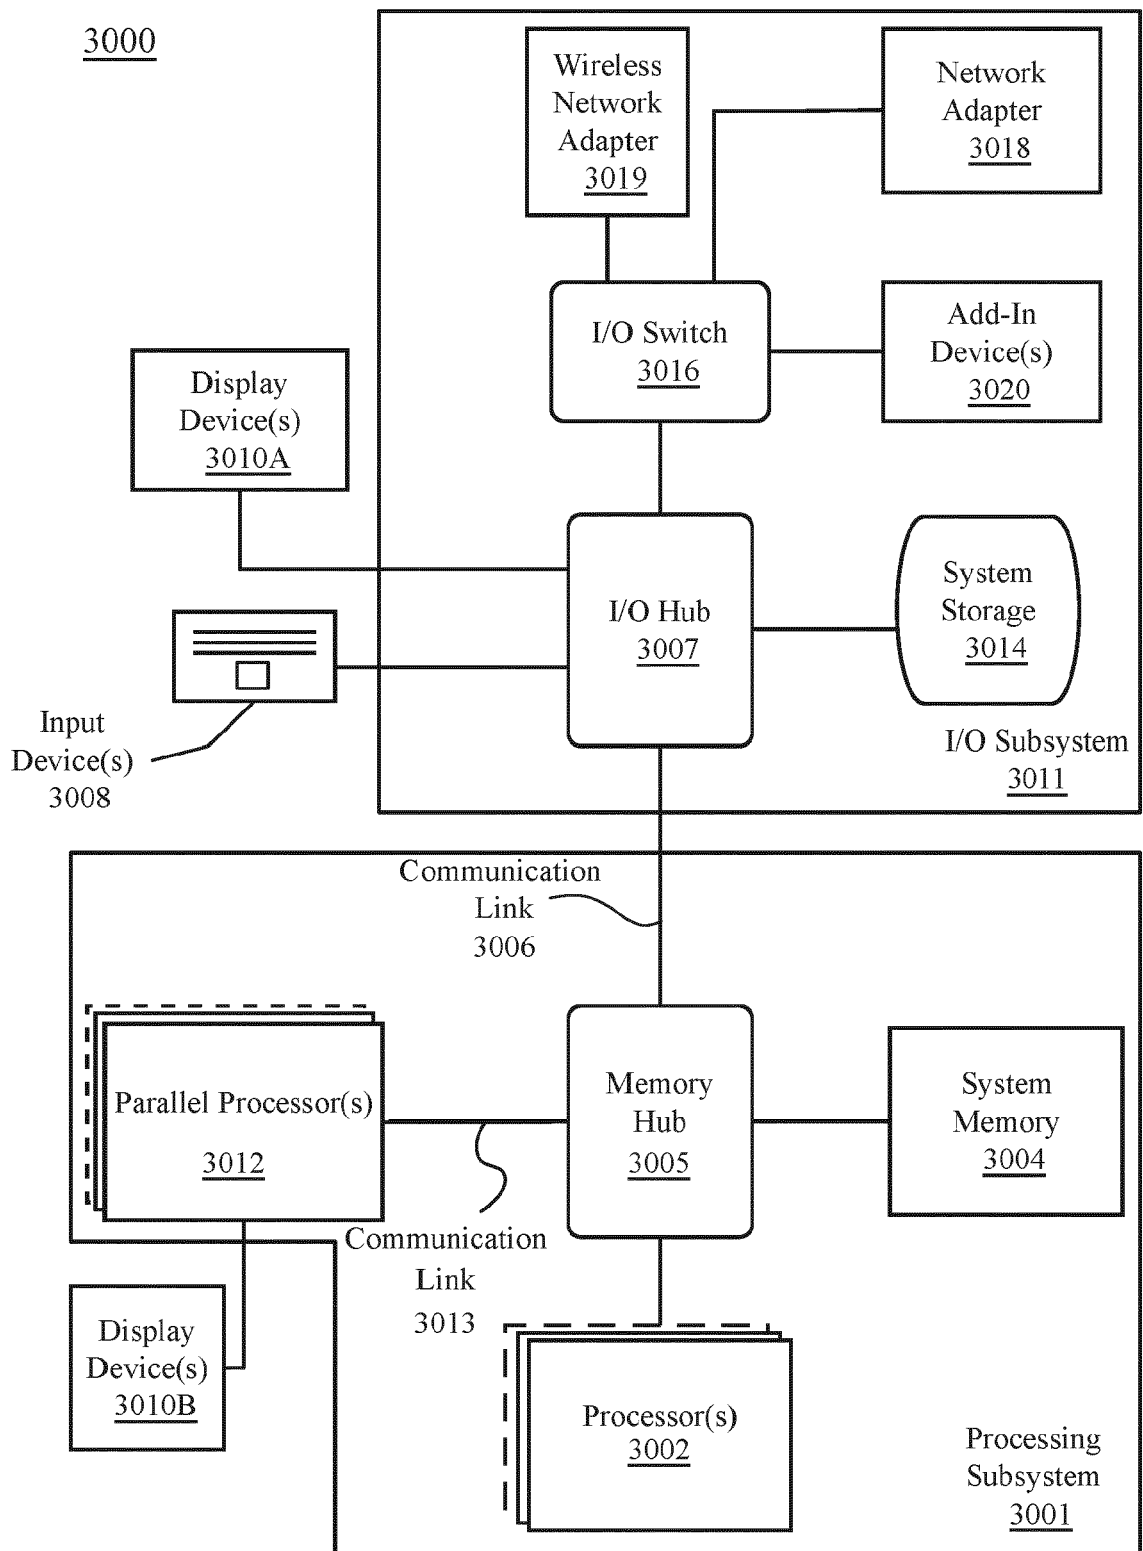 3000
Wireless
Network
Adapter
3019
Network
Adapter
3018
I/O Switch
3016
Add-In
Device(s)
3020
Display
Device(s)
3010A
I/O Hub
3007
System
Storage
3014
Input
Device(s)
3008
I/O Subsystem
3011
Communication
Link
3006
Parallel Processor(s)
3012
Memory
Hub
3005
System
Memory
3004
Communication
Link
3013
Display
Device(s)
3010B
Processor(s)
3002
Processing
Subsystem
3001